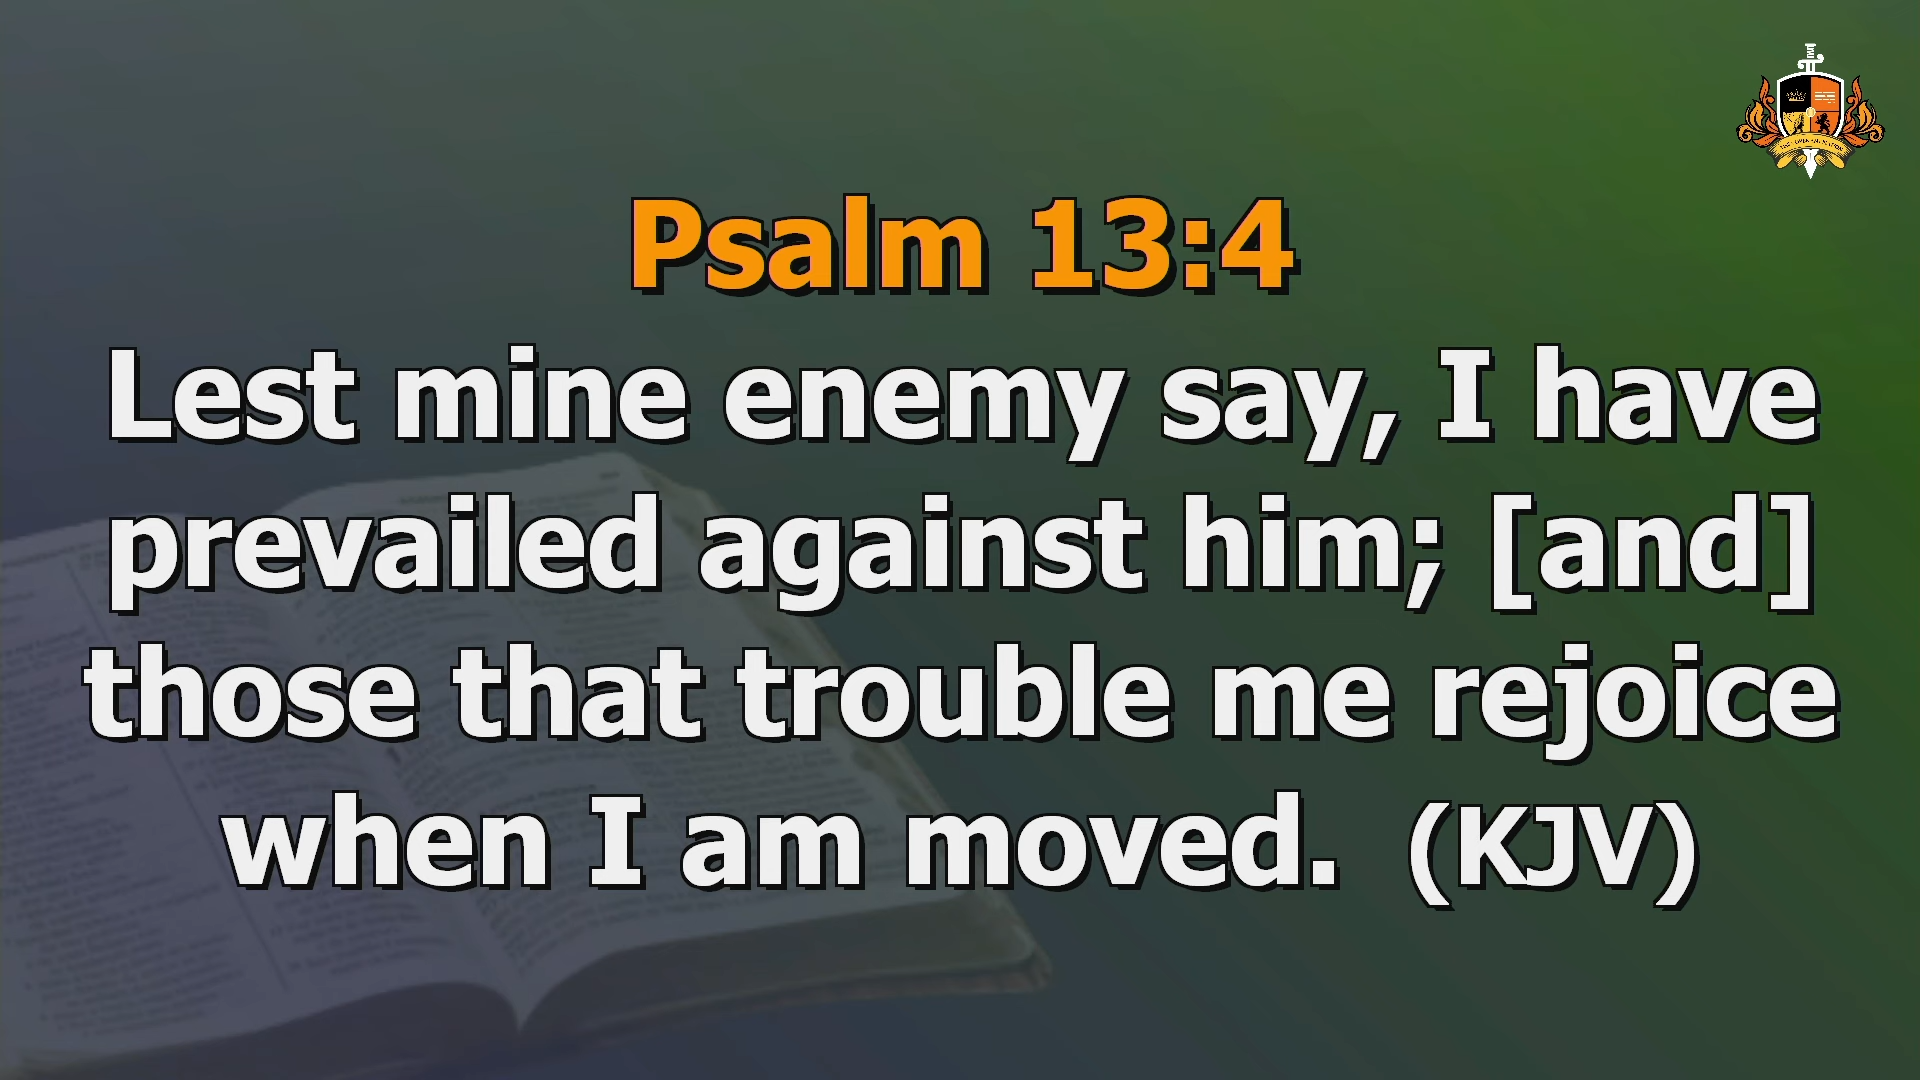 Psalm 13:4
Lest mine enemy say, I have
prevailed against him; [and]
those that trouble me rejoice
when I am moved.  (KJV)